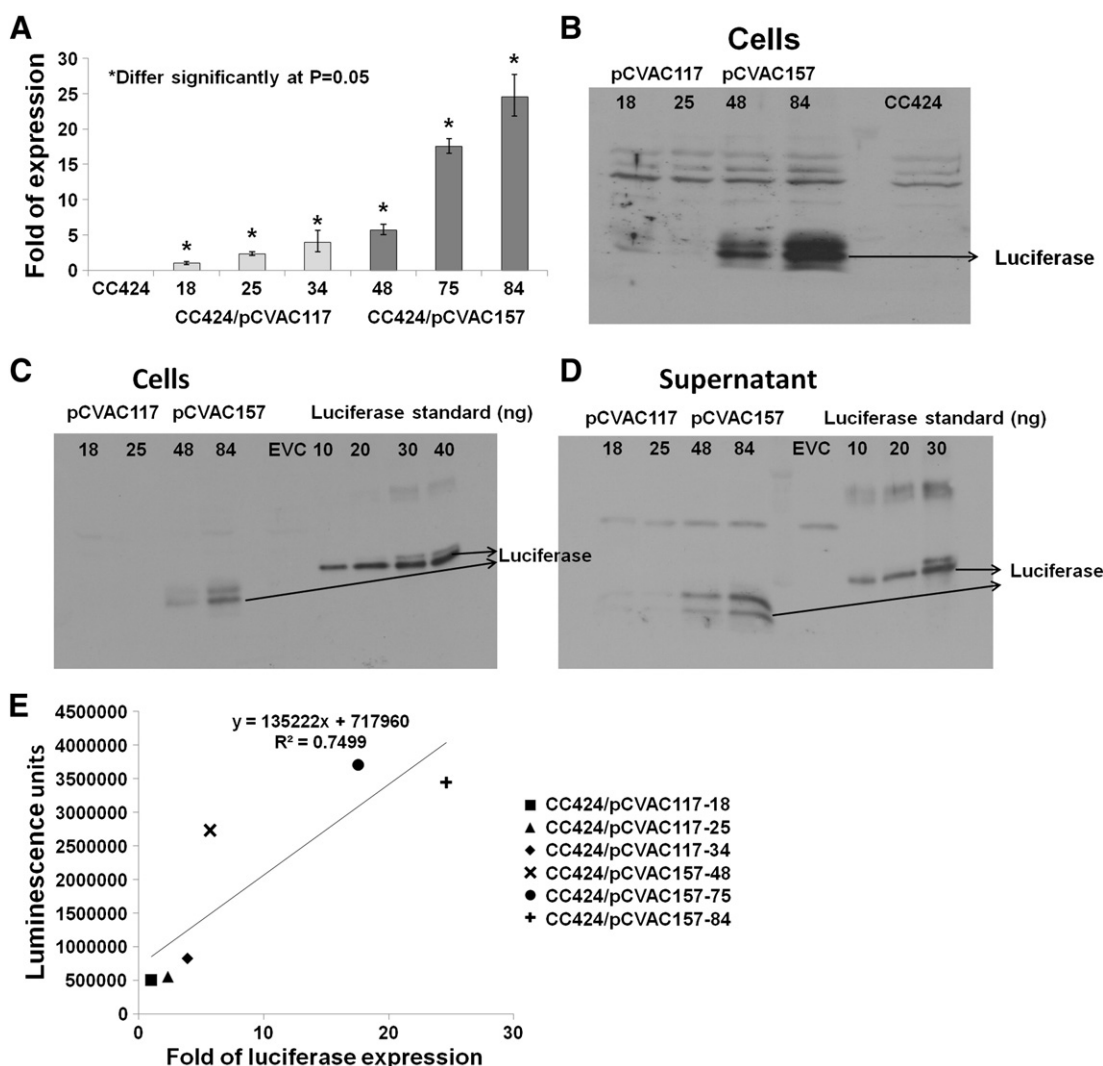 A
Fold of expression
30
25
20
15
10
5
0
*Differ significantly at P=0.05
* * * * * *
CC424 18 25 34 48 75 84
CC424/pCVAC117 CC424/pCVAC157
B
Cells
pCVAC117 pCVAC157
18 25 48 84 CC424
Luciferase
C
Cells
pCVAC117 pCVAC157 Luciferase standard (ng)
18 25 48 84 EVC 10 20 30 40
Luciferase
D
Supernatant
pCVAC117 pCVAC157 Luciferase standard (ng)
18 25 48 84 EVC 10 20 30
Luciferase
E
Luminescence units
4500000
4000000
3500000
3000000
2500000
2000000
1500000
1000000
500000
0
y = 135222x + 717960
R² = 0.7499
0 10 20 30
Fold of luciferase expression
CC424/pCVAC117-18
CC424/pCVAC117-25
CC424/pCVAC117-34
CC424/pCVAC157-48
CC424/pCVAC157-75
CC424/pCVAC157-84